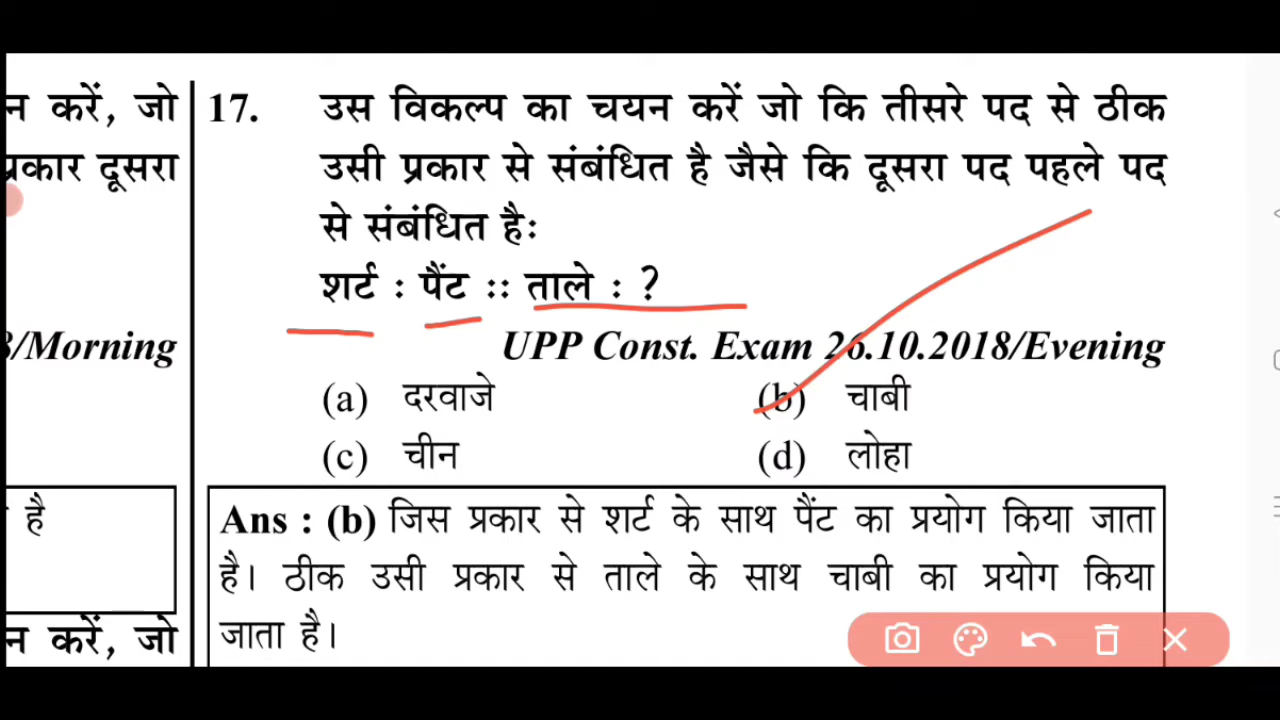 न करें, जो
प्रकार दूसरा
/Morning
है
न करें, जो
17. उस विकल्प का चयन करें जो कि तीसरे पद से ठीक
उसी प्रकार से संबंधित है जैसे कि दूसरा पद पहले पद
से संबंधित हैः
शर्ट : पैंट :: ताले : ?
UPP Const. Exam 26.10.2018/Evening
(a) दरवाजे (b) चाबी
(c) चीन (d) लोहा
Ans : (b) जिस प्रकार से शर्ट के साथ पैंट का प्रयोग किया जाता
है। ठीक उसी प्रकार से ताले के साथ चाबी का प्रयोग किया
जाता है।